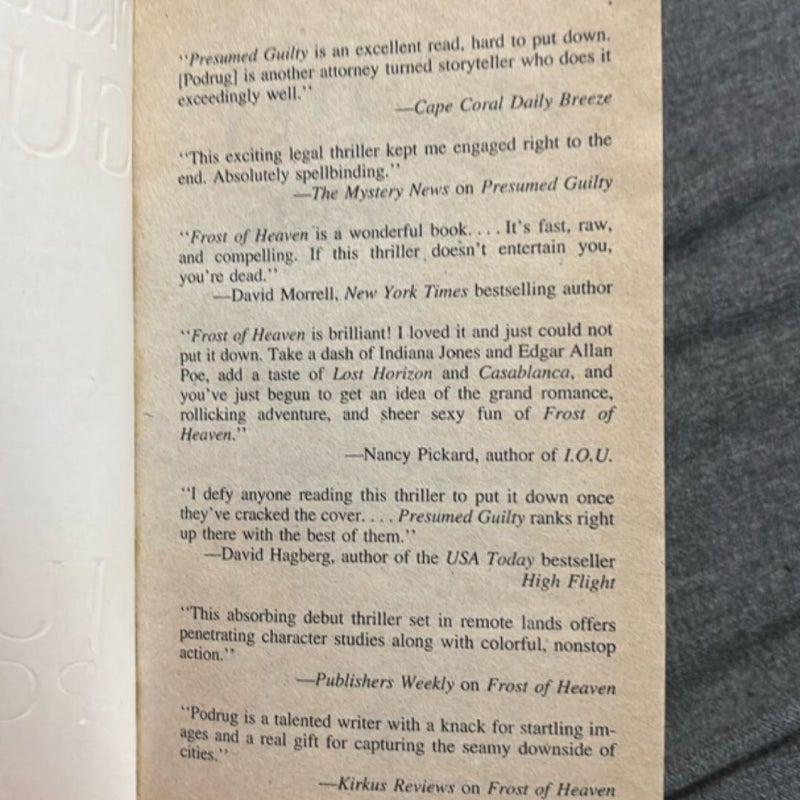 ‘‘Presumed Guilty is an excellent read, hard to put down.
[Podrug] is another attorney turned storyteller who does it
exceedingly well.’’
—Cape Coral Daily Breeze
‘‘This exciting legal thriller kept me engaged right to the
end. Absolutely spellbinding.’’
—The Mystery News on Presumed Guilty
‘‘Frost of Heaven is a wonderful book. . . . It’s fast, raw,
and compelling. If this thriller doesn’t entertain you,
you’re dead.’’
—David Morrell, New York Times bestselling author
‘‘Frost of Heaven is brilliant! I loved it and just could not
put it down. Take a dash of Indiana Jones and Edgar Allan
Poe, add a taste of Lost Horizon and Casablanca, and
you’ve just begun to get an idea of the grand romance,
rollicking adventure, and sheer sexy fun of Frost of
Heaven.’’
—Nancy Pickard, author of I.O.U.
‘‘I defy anyone reading this thriller to put it down once
they’ve cracked the cover. . . . Presumed Guilty ranks right
up there with the best of them.’’
—David Hagberg, author of the USA Today bestseller
High Flight
‘‘This absorbing debut thriller set in remote lands offers
penetrating character studies along with colorful, nonstop
action.’’
—Publishers Weekly on Frost of Heaven
‘‘Podrug is a talented writer with a knack for startling im-
ages and a real gift for capturing the seamy downside of
cities.’’
—Kirkus Reviews on Frost of Heaven